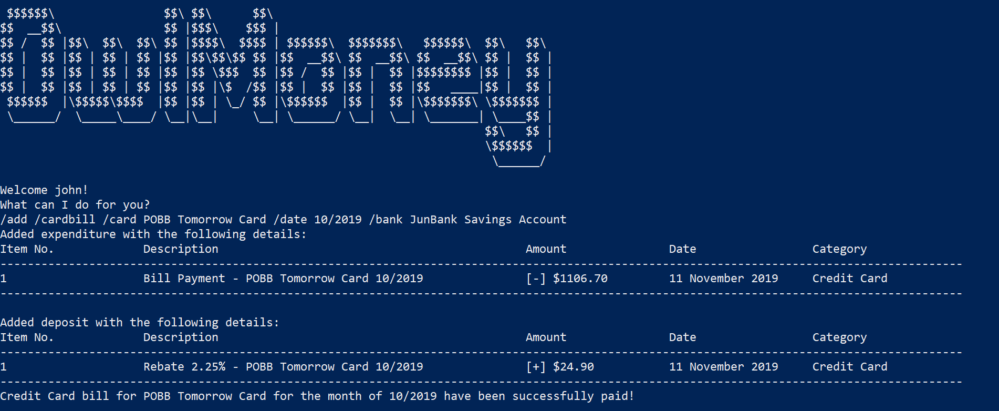 $$$$$$\                $$\ $$\      $$\
$$  __$$\               $$ |$$$\    $$$ |
$$ /  $$ |$$\  $$\  $$\ $$ |$$$$\  $$$$ | $$$$$$\  $$$$$$$\   $$$$$$\  $$\   $$\
$$ |  $$ |$$ | $$ | $$ |$$ |$$\$$\$$ $$ |$$  __$$\ $$  __$$\ $$  __$$\ $$ |  $$ |
$$ |  $$ |$$ | $$ | $$ |$$ |$$ \$$$  $$ |$$ /  $$ |$$ |  $$ |$$$$$$$$ |$$ |  $$ |
$$ |  $$ |$$ | $$ | $$ |$$ |$$ |\$  /$$ |$$ |  $$ |$$ |  $$ |$$   ____|$$ |  $$ |
 $$$$$$  |\$$$$$\$$$$  |$$ |$$ | \_/ $$ |\$$$$$$  |$$ |  $$ |\$$$$$$$\ \$$$$$$$ |
 \______/  \_____\____/ \__|\__|     \__| \______/ \__|  \__| \_______| \____$$ |
                                                                       $$\   $$ |
                                                                       \$$$$$$  |
                                                                        \______/
Welcome john!
What can I do for you?
/add /cardbill /card POBB Tomorrow Card /date 10/2019 /bank JunBank Savings Account
Added expenditure with the following details:
Item No.             Description                                             Amount               Date                 Category
---------------------------------------------------------------------------------------------------------------------------------------------
1                    Bill Payment - POBB Tomorrow Card 10/2019               [-] $1106.70         11 November 2019     Credit Card
---------------------------------------------------------------------------------------------------------------------------------------------
Added deposit with the following details:
Item No.             Description                                             Amount               Date                 Category
---------------------------------------------------------------------------------------------------------------------------------------------
1                    Rebate 2.25% - POBB Tomorrow Card 10/2019               [+] $24.90           11 November 2019     Credit Card
---------------------------------------------------------------------------------------------------------------------------------------------
Credit Card bill for POBB Tomorrow Card for the month of 10/2019 have been successfully paid!